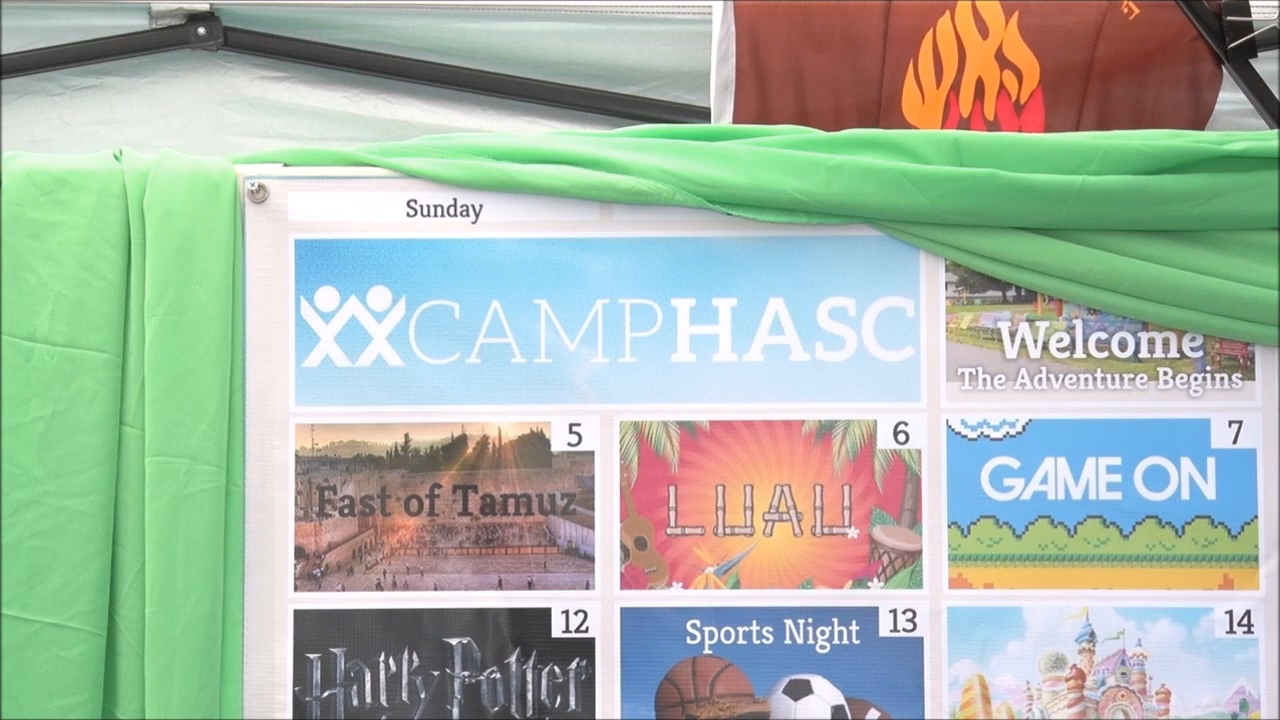 Sunday
CAMPHASC
Welcome
The Adventure Begins
5
Fast of Tamuz
6
LUAU
7
GAME ON
12
Harry Potter
13
Sports Night
14